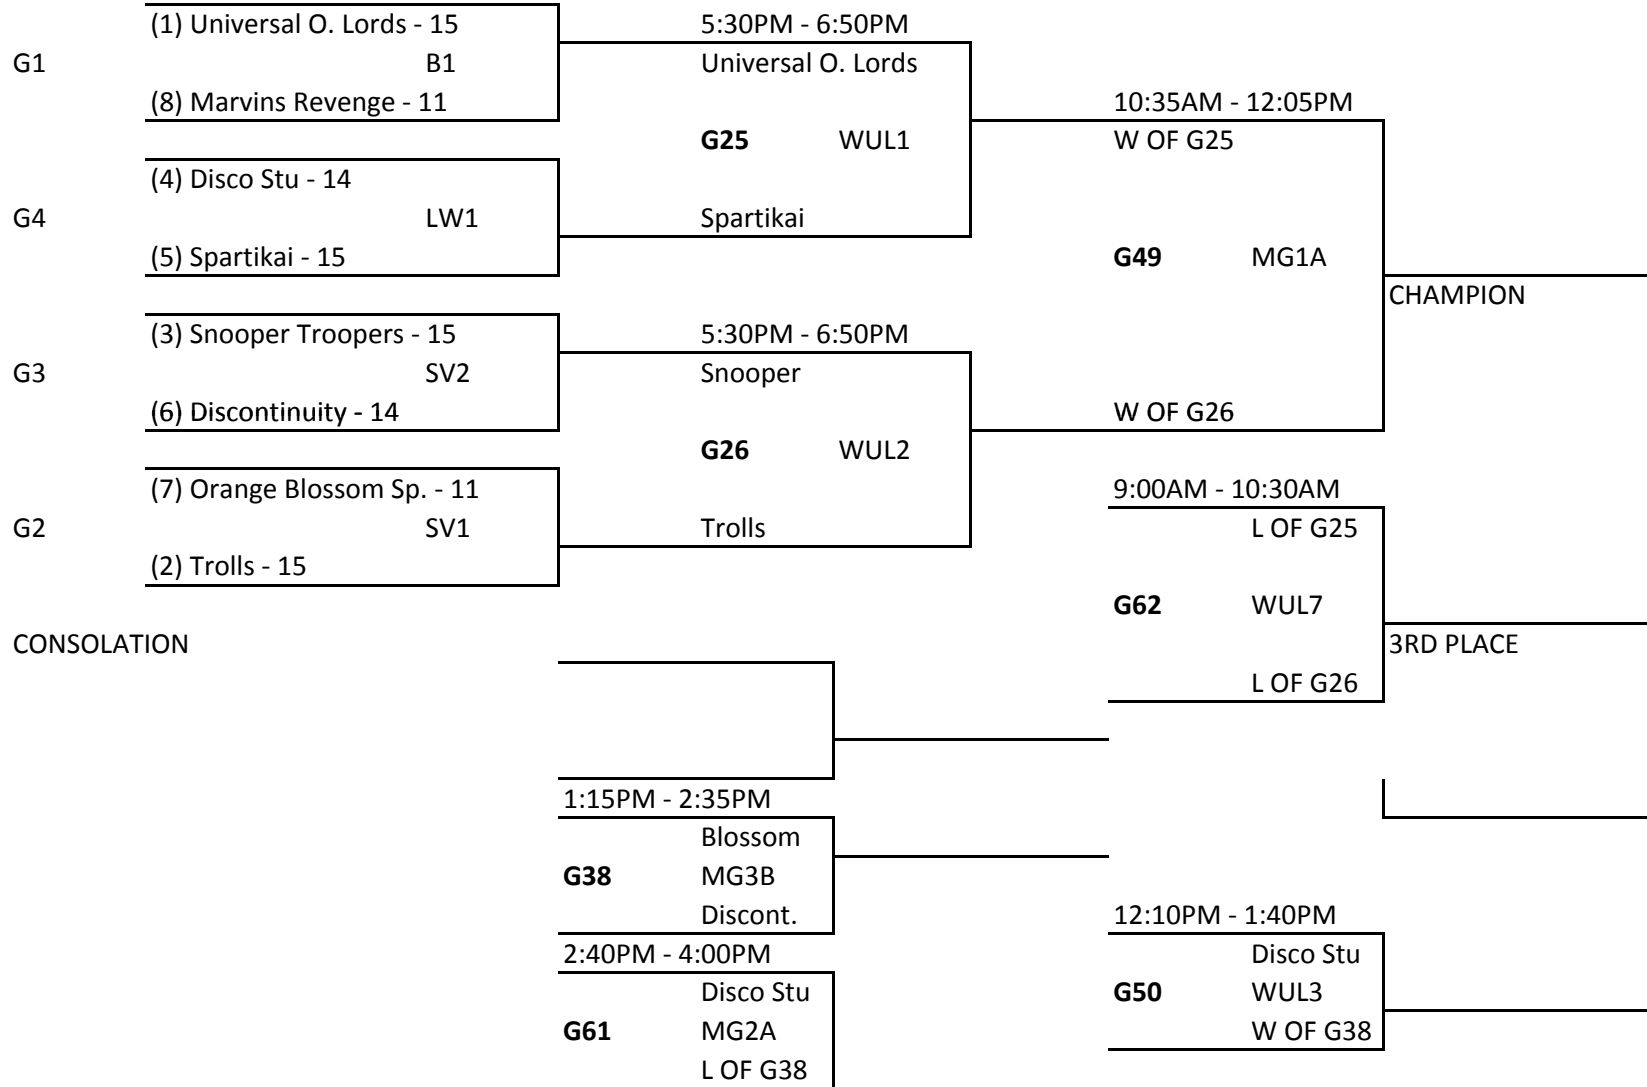 (1) Universal O. Lords - 15 5:30PM - 6:50PM
G1 B1 Universal O. Lords
(8) Marvins Revenge - 11 10:35AM - 12:05PM
G25 WUL1 W OF G25
(4) Disco Stu - 14
G4 LW1 Spartikai
(5) Spartikai - 15 G49 MG1A
CHAMPION
(3) Snooper Troopers - 15 5:30PM - 6:50PM
G3 SV2 Snooper
(6) Discontinuity - 14 W OF G26
G26 WUL2
(7) Orange Blossom Sp. - 11 9:00AM - 10:30AM
G2 SV1 Trolls L OF G25
(2) Trolls - 15
G62 WUL7
CONSOLATION 3RD PLACE
L OF G26
1:15PM - 2:35PM
Blossom
G38 MG3B
Discont. 12:10PM - 1:40PM
2:40PM - 4:00PM Disco Stu
Disco Stu G50 WUL3
G61 MG2A W OF G38
L OF G38